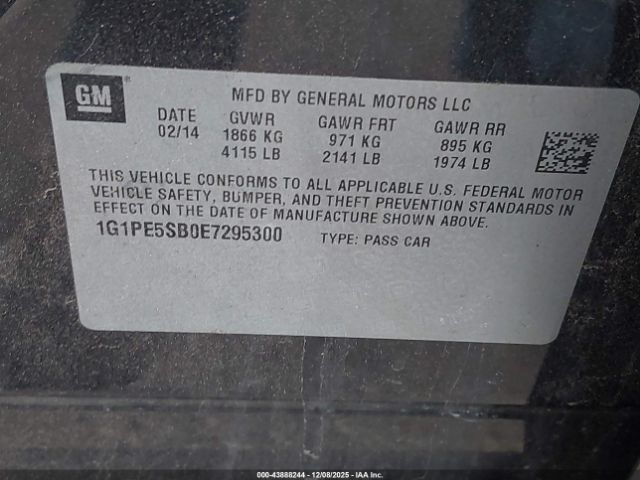 GM
MFD BY GENERAL MOTORS LLC
DATE GVWR GAWR FRT GAWR RR
02/14 1866 KG 971 KG 895 KG
4115 LB 2141 LB 1974 LB
THIS VEHICLE CONFORMS TO ALL APPLICABLE U.S. FEDERAL MOTOR
VEHICLE SAFETY, BUMPER, AND THEFT PREVENTION STANDARDS IN
EFFECT ON THE DATE OF MANUFACTURE SHOWN ABOVE.
1G1PE5SB0E7295300 TYPE: PASS CAR
000-43888244 - 12/08/2025 - IAA Inc.